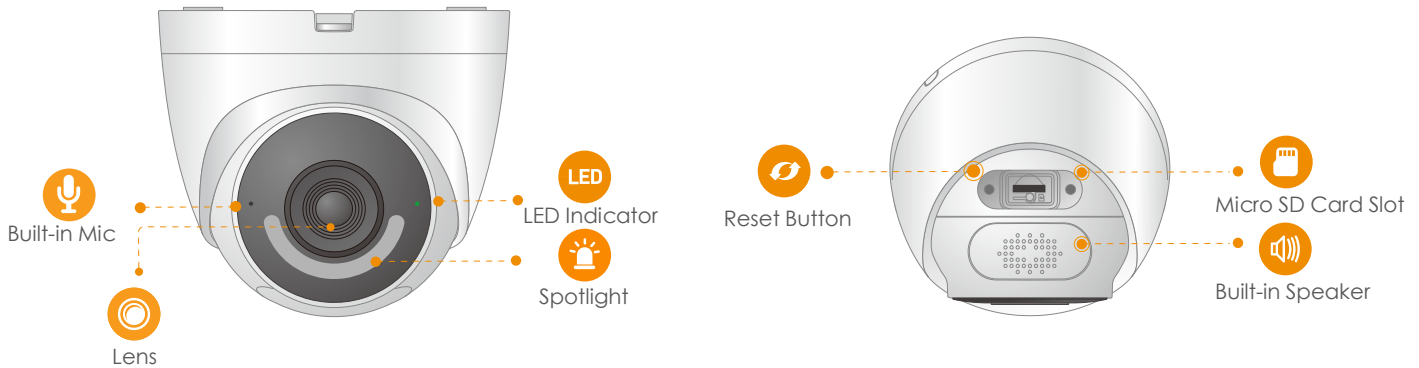 Built-in Mic
Lens
LED
LED Indicator
Spotlight
Reset Button
Micro SD Card Slot
Built-in Speaker